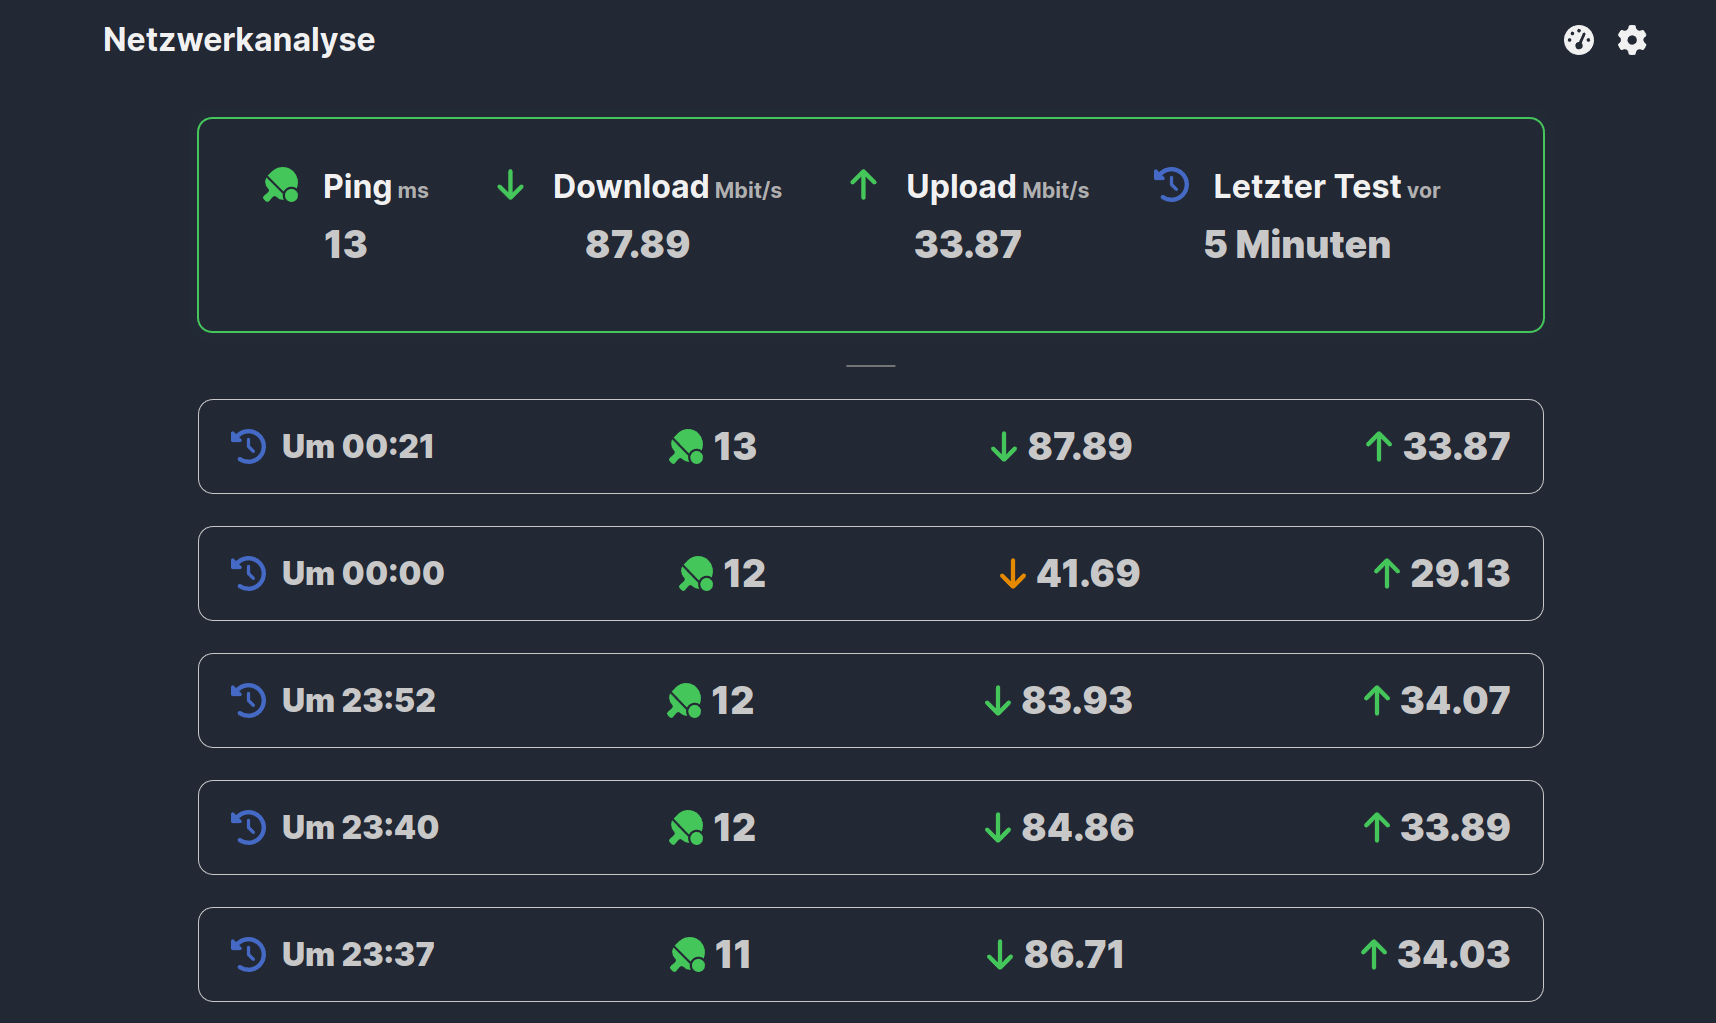 Netzwerkanalyse
Ping ms Download Mbit/s Upload Mbit/s Letzter Test vor
13 87.89 33.87 5 Minuten
Um 00:21 13 87.89 33.87
Um 00:00 12 41.69 29.13
Um 23:52 12 83.93 34.07
Um 23:40 12 84.86 33.89
Um 23:37 11 86.71 34.03